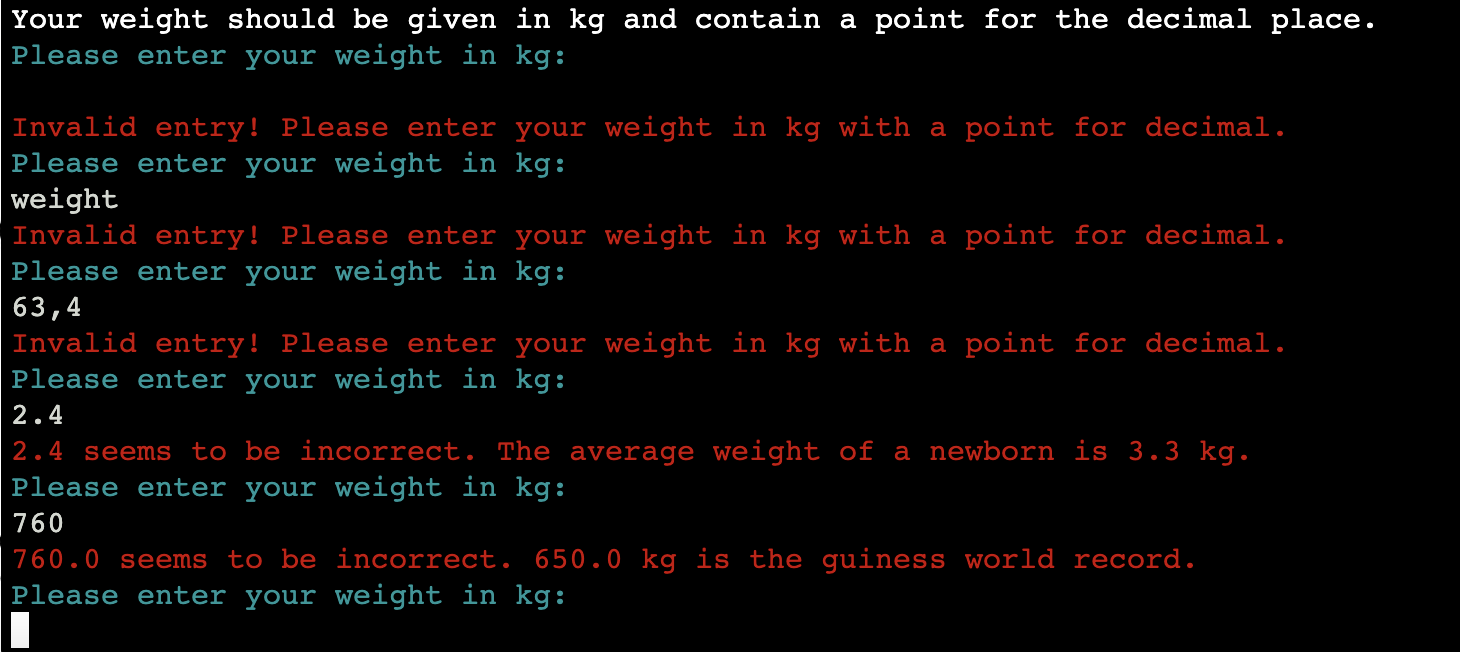 Your weight should be given in kg and contain a point for the decimal place.
Please enter your weight in kg:
Invalid entry! Please enter your weight in kg with a point for decimal.
Please enter your weight in kg:
weight
Invalid entry! Please enter your weight in kg with a point for decimal.
Please enter your weight in kg:
63,4
Invalid entry! Please enter your weight in kg with a point for decimal.
Please enter your weight in kg:
2.4
2.4 seems to be incorrect. The average weight of a newborn is 3.3 kg.
Please enter your weight in kg:
760
760.0 seems to be incorrect. 650.0 kg is the guiness world record.
Please enter your weight in kg: